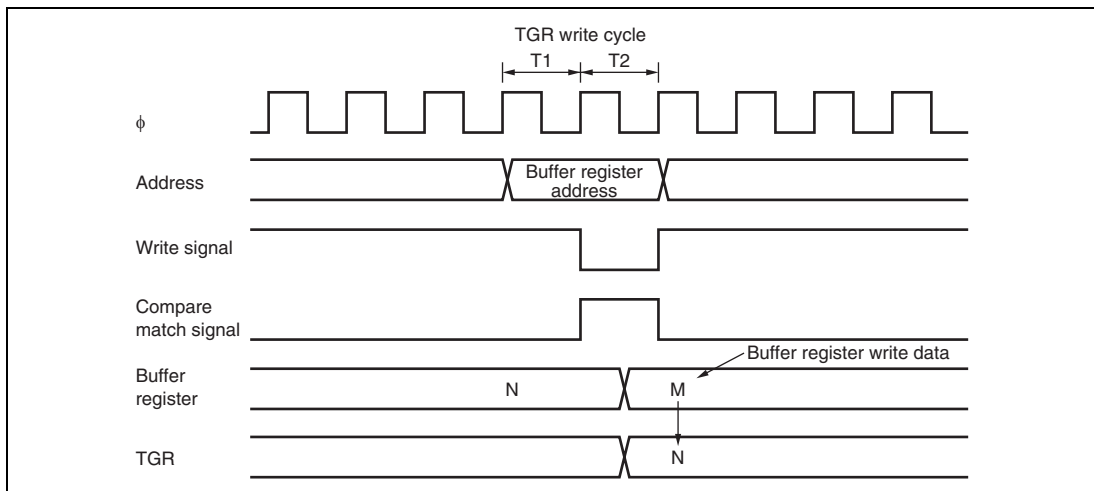 TGR write cycle
T1 T2
ϕ
Address
Buffer register
address
Write signal
Compare
match signal
Buffer register write data
Buffer
register
N M
TGR
N